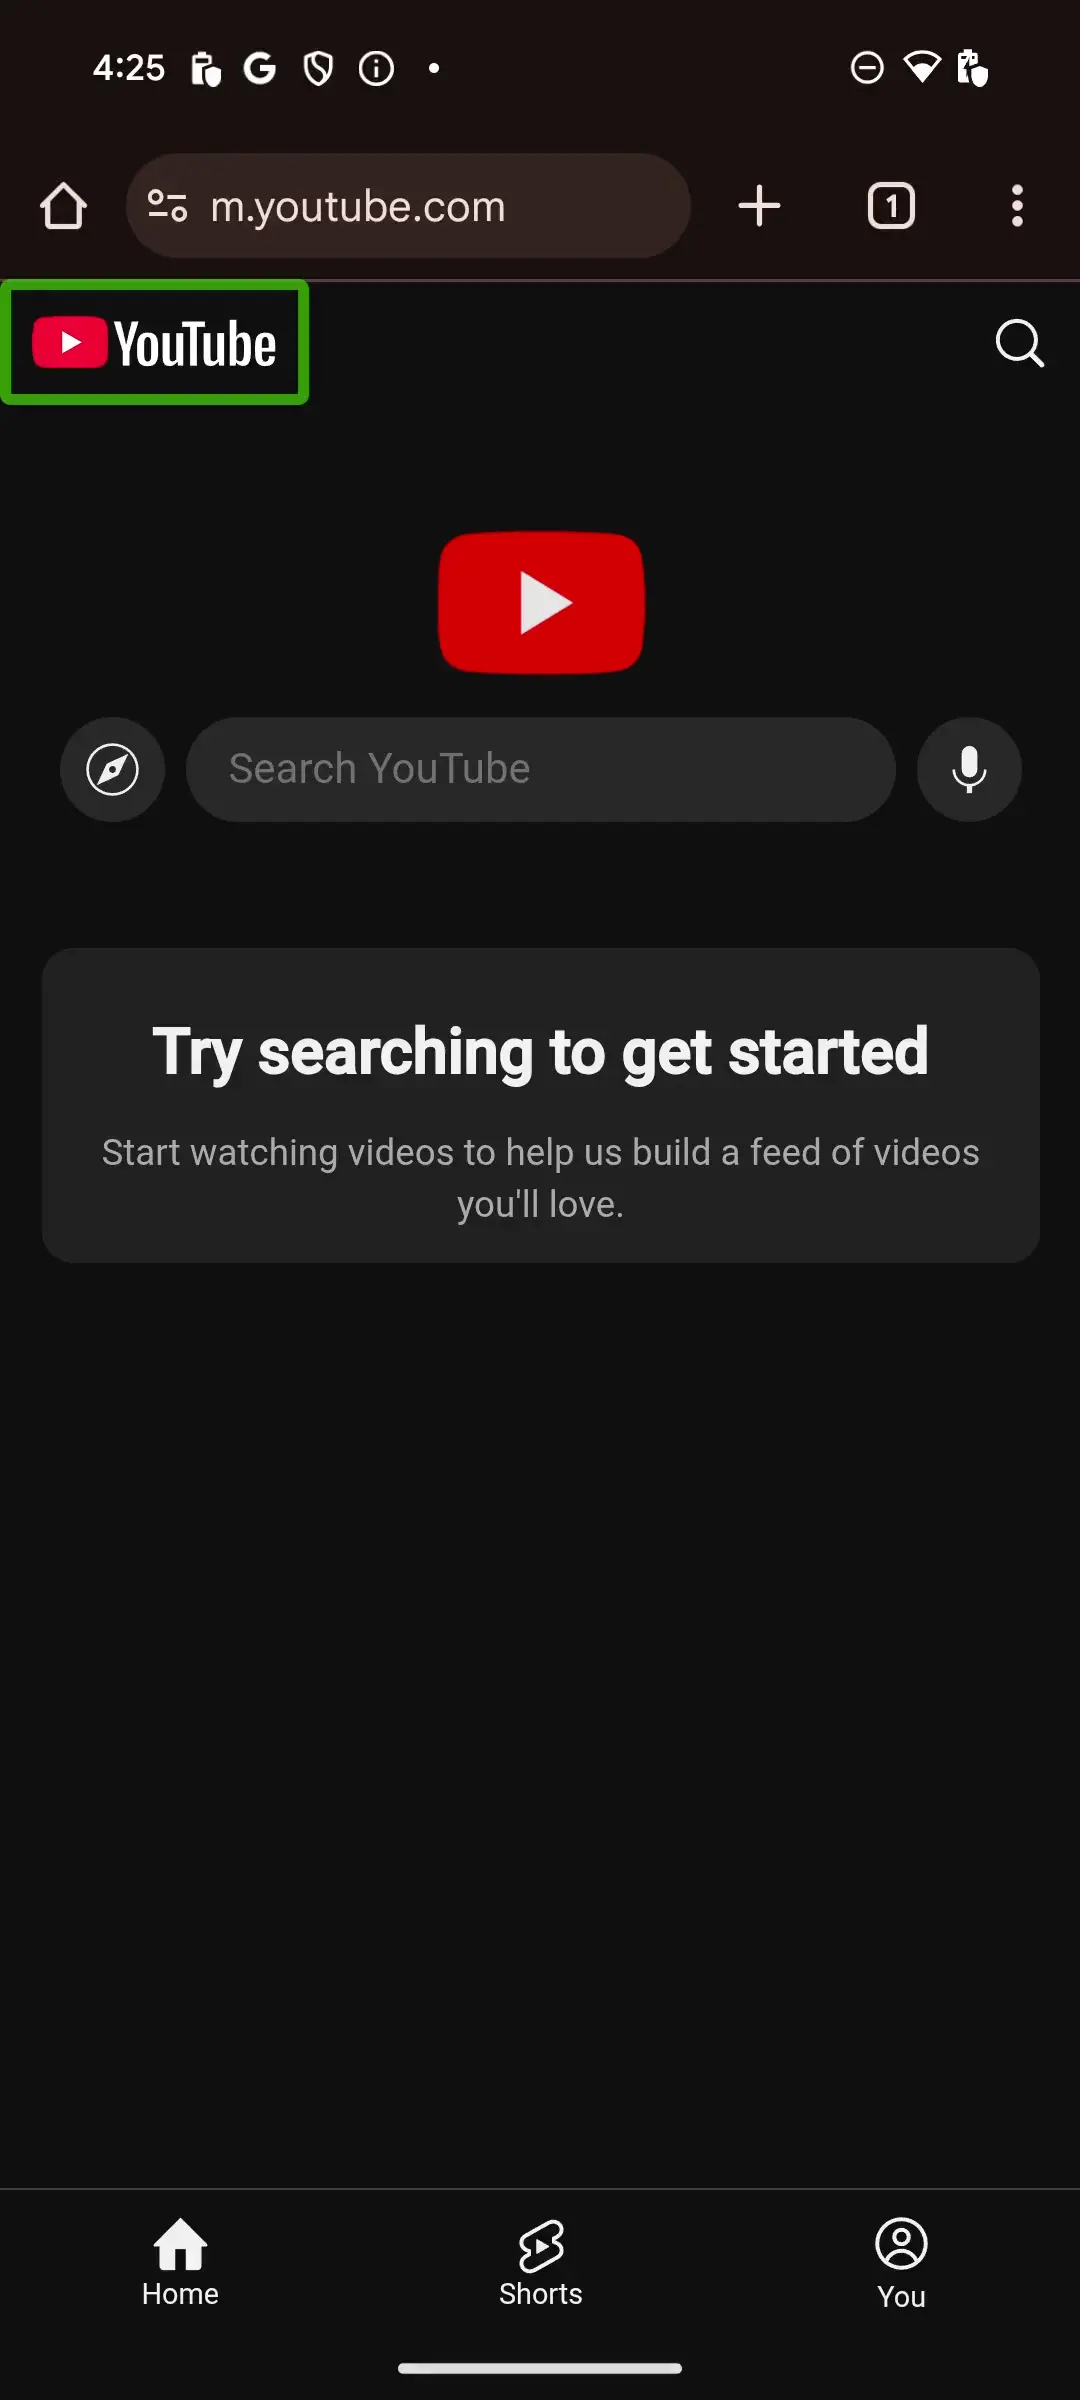 4:25
m.youtube.com
1
YouTube
Search YouTube
Try searching to get started
Start watching videos to help us build a feed of videos
you'll love.
Home
Shorts
You